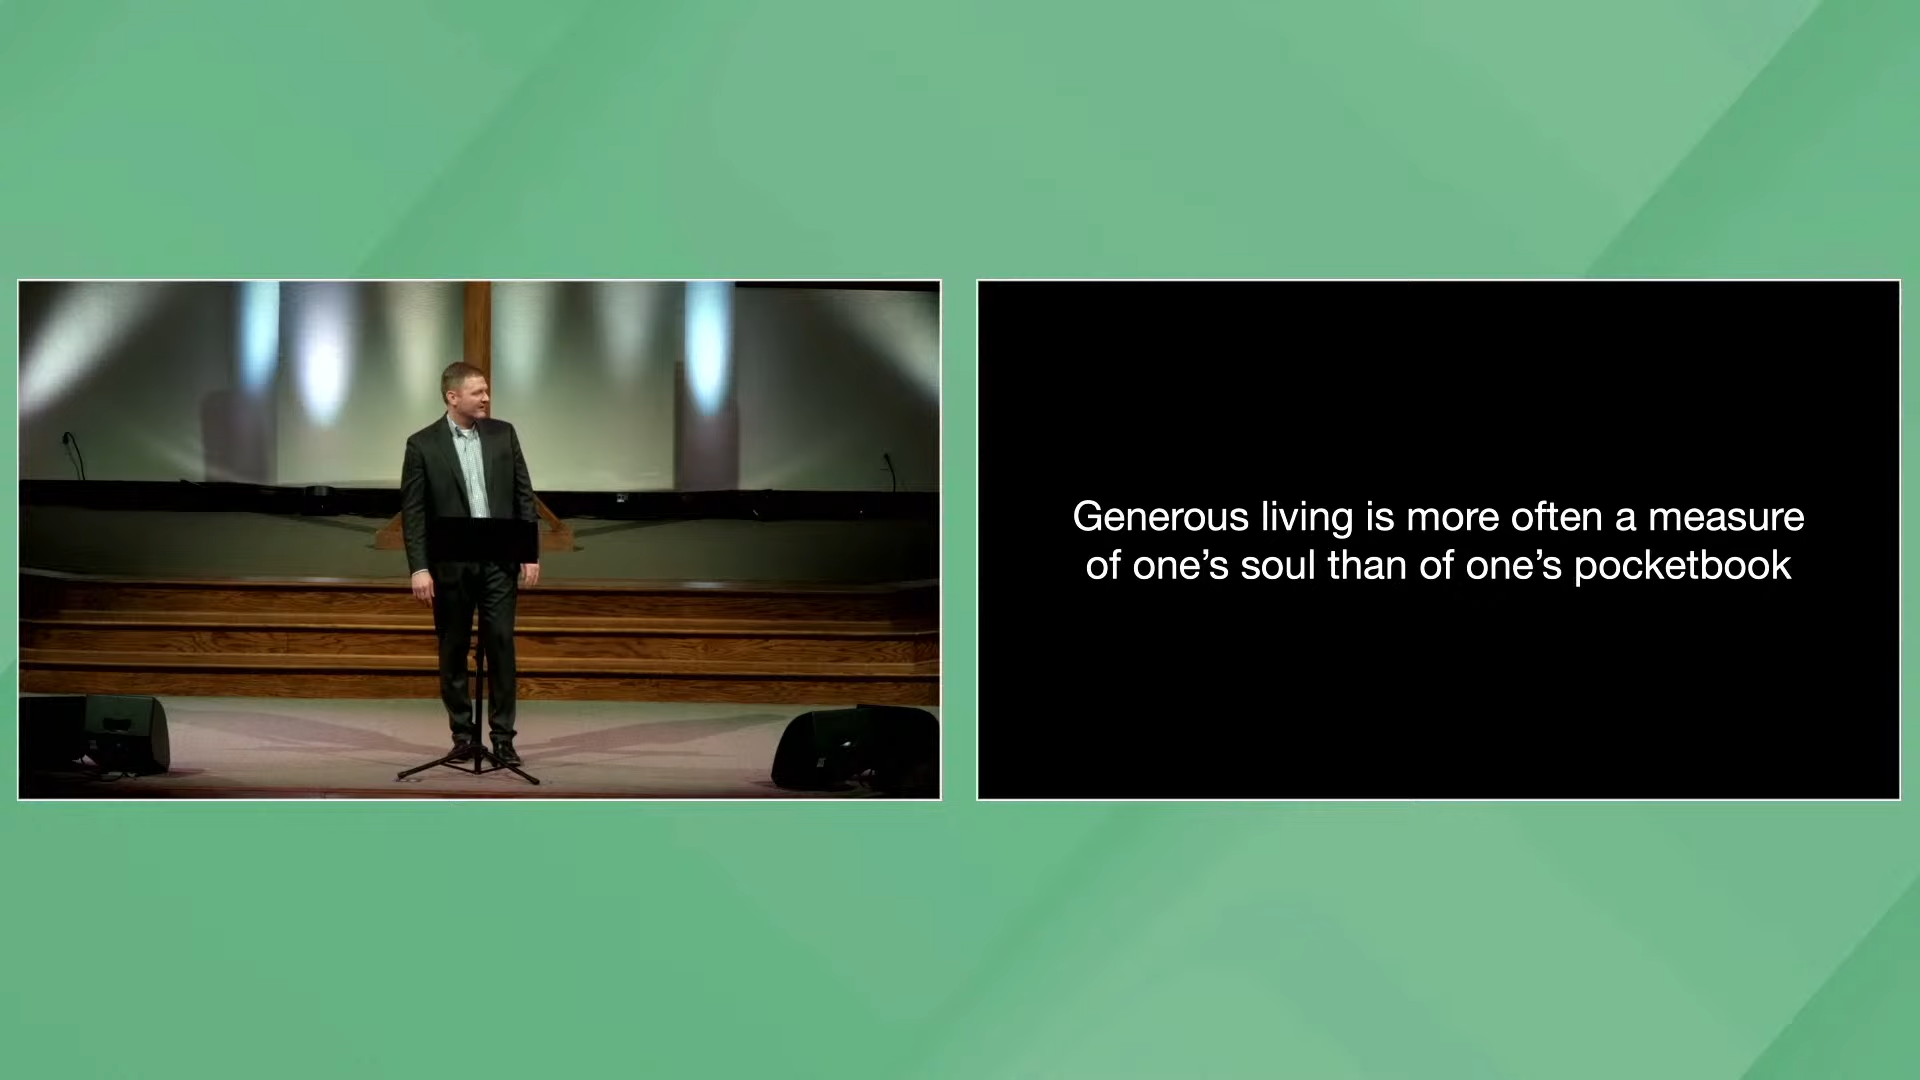 Generous living is more often a measure
of one’s soul than of one’s pocketbook